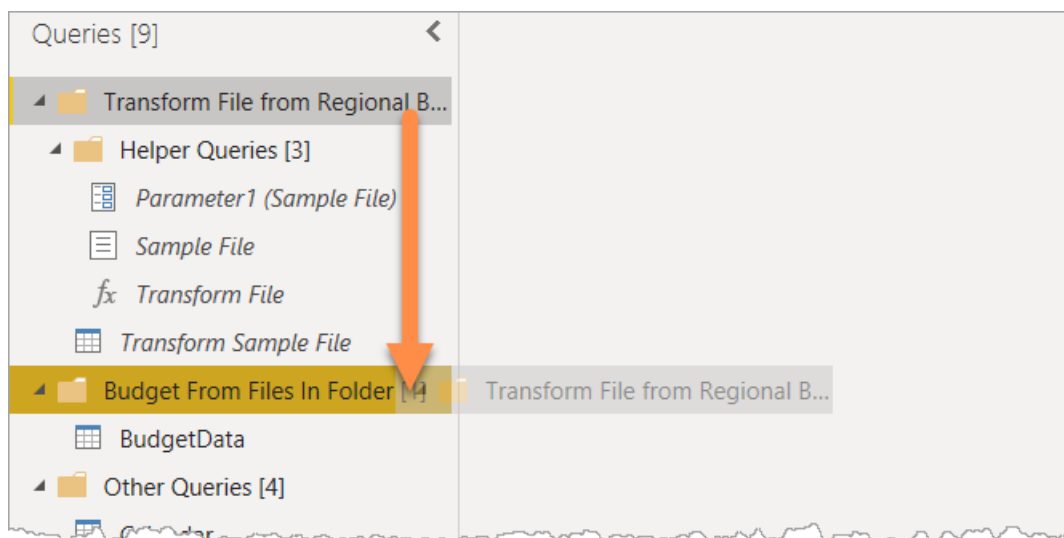 Queries [9]
Transform File from Regional B...
Helper Queries [3]
Parameter1 (Sample File)
Sample File
fx Transform File
Transform Sample File
Budget From Files In Folder Transform File from Regional B...
BudgetData
Other Queries [4]